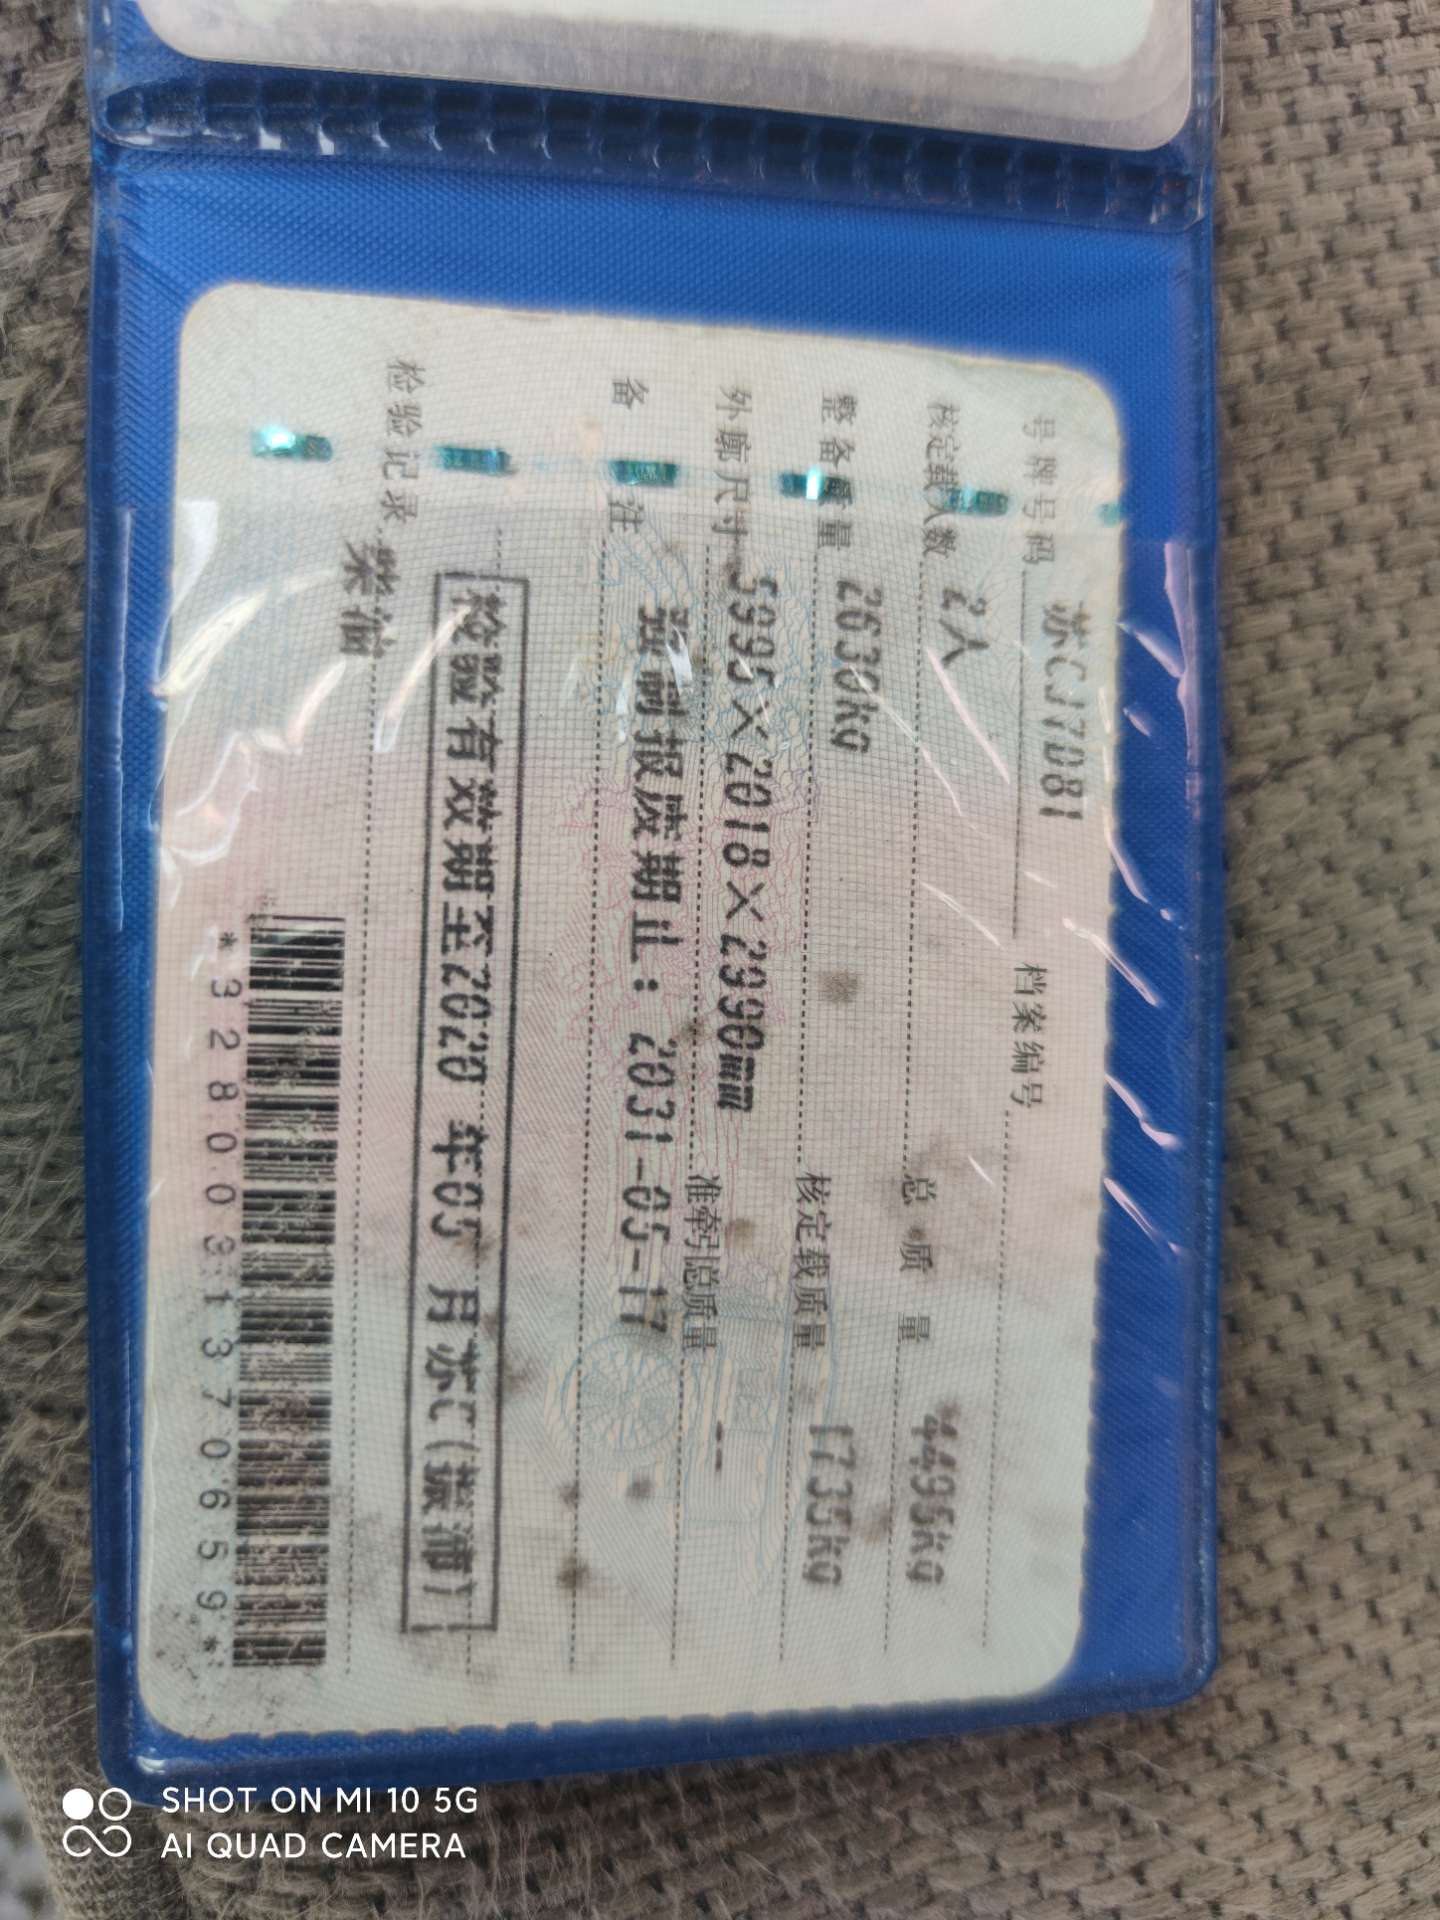 号牌号码 苏CJ7081 档案编号
核定载人数 2人 总质量 4495kg
整备质量 2630kg 核定载质量 1735kg
外廓尺寸 5995×2018×2990mm 准牵引总质量 --
备注 强制报废期止：2031-05-17
检验有效期至2020年05月苏C(
检验记录 柴油
*3280031370659*
SHOT ON MI 10 5G
AI QUAD CAMERA